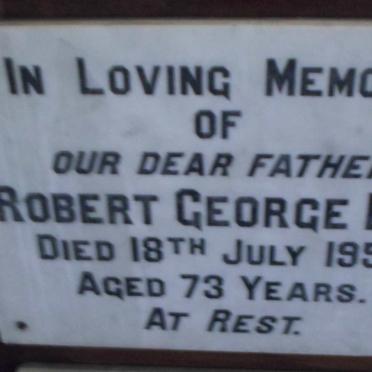 IN LOVING MEMO
OF
OUR DEAR FATHE
ROBERT GEORGE
DIED 18TH JULY 195
AGED 73 YEARS.
AT REST.